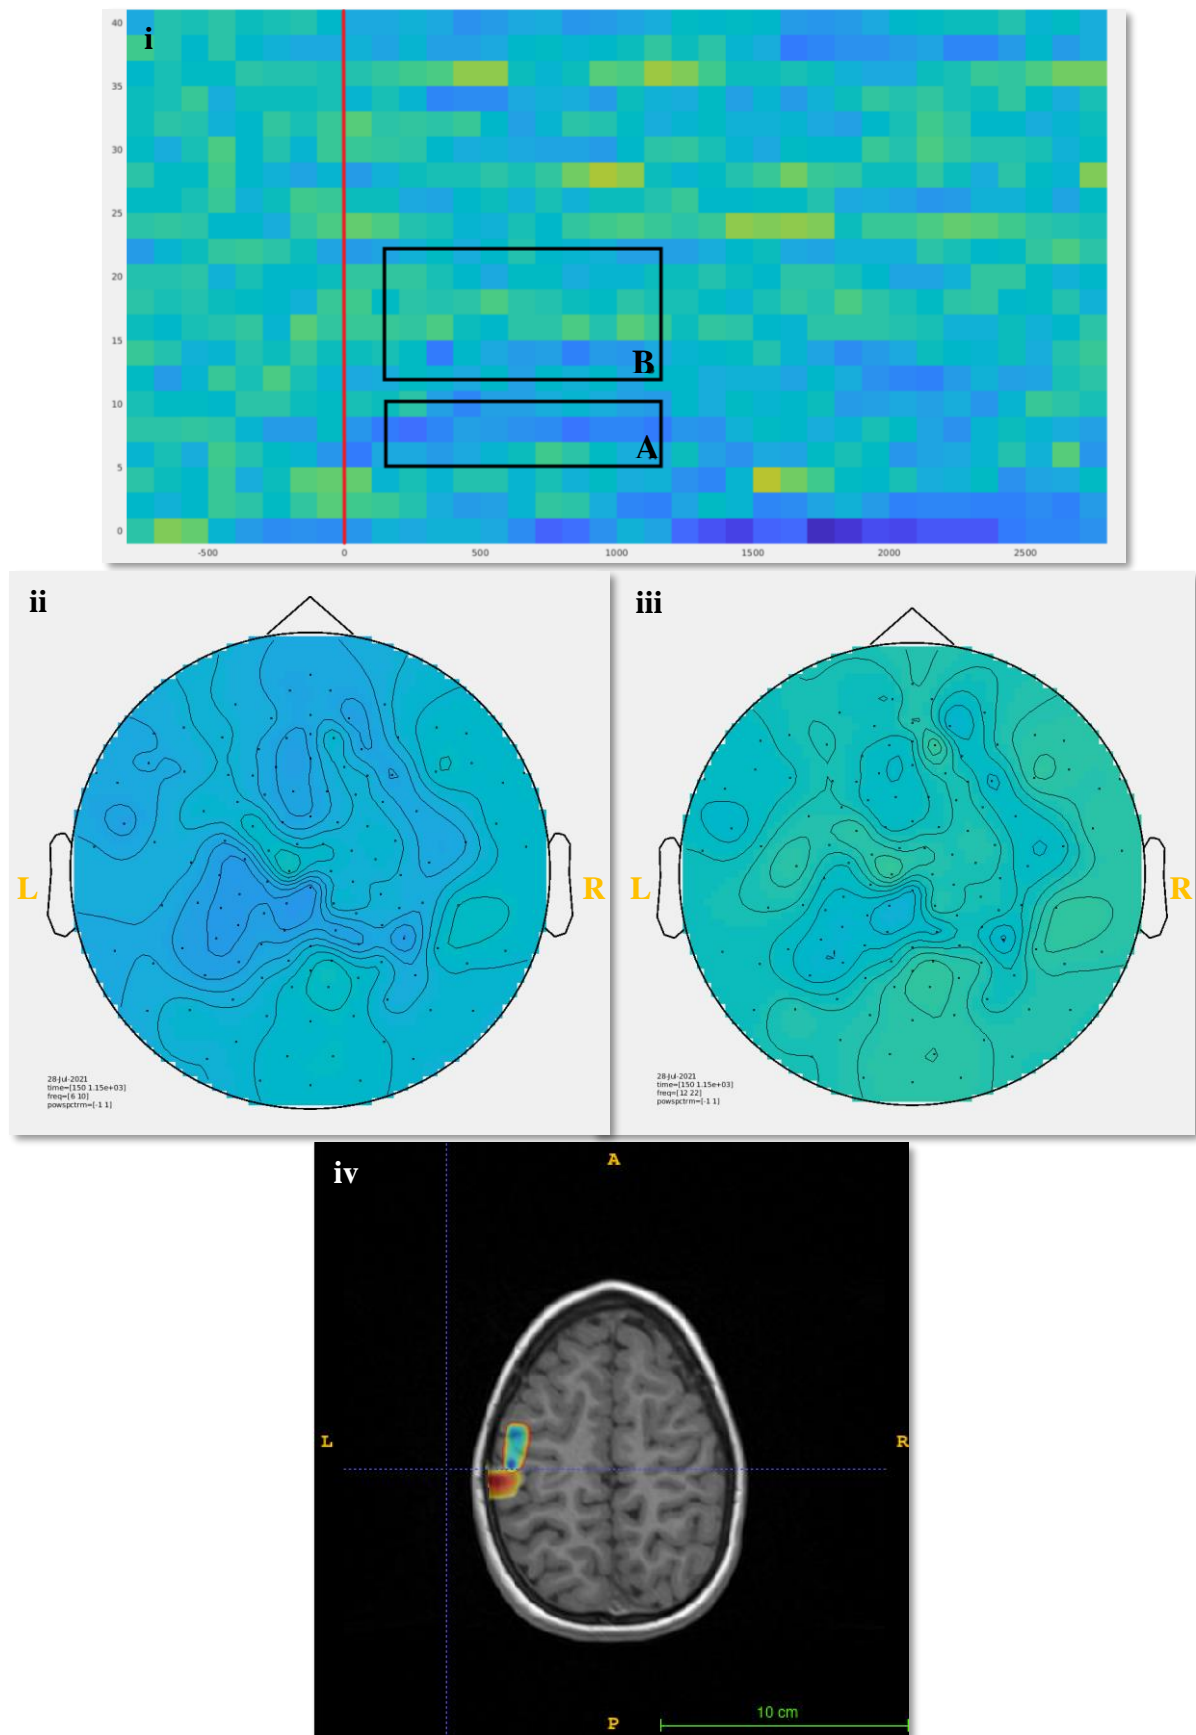 i
40
35
30
25
20
15
10
5
0
B
A
-500 0 500 1000 1500 2000 2500
ii
L R
28-Jul-2021
time=[150 1.15e+03]
freq=[6 10]
powspctrm=[-1 1]
iii
L R
28-Jul-2021
time=[150 1.15e+03]
freq=[12 22]
powspctrm=[-1 1]
iv
A
L R
10 cm
P